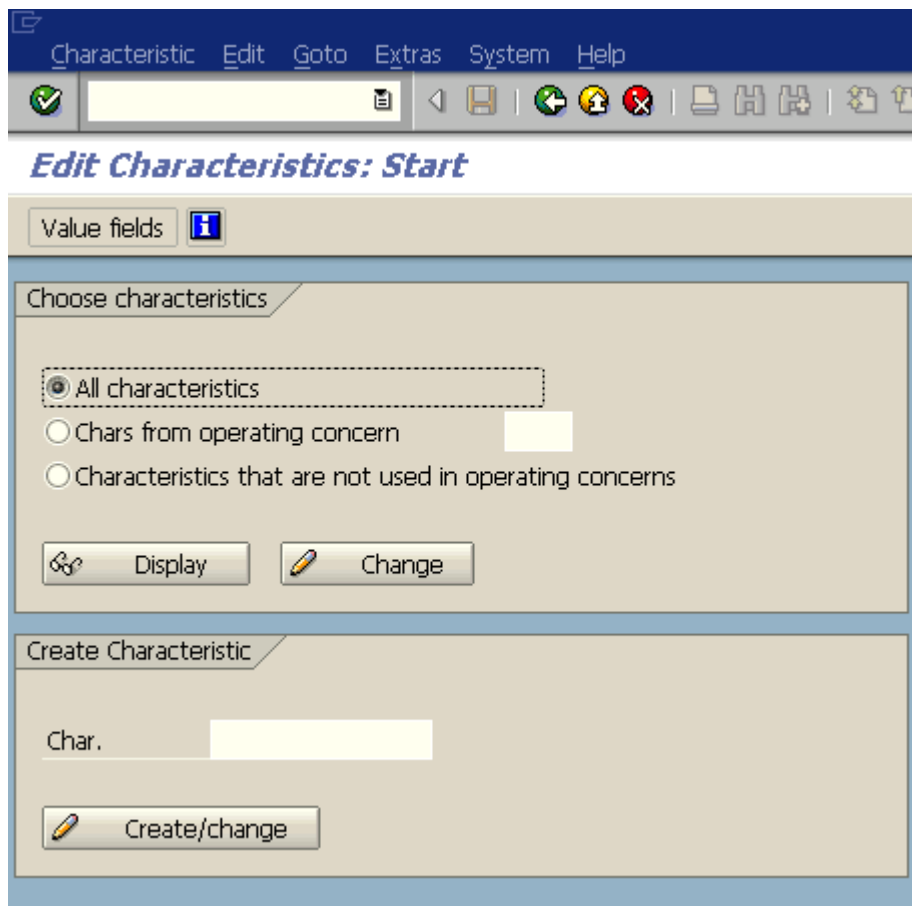 Characteristic Edit Goto Extras System Help
Edit Characteristics: Start
Value fields
Choose characteristics
All characteristics
Chars from operating concern
Characteristics that are not used in operating concerns
Display Change
Create Characteristic
Char.
Create/change